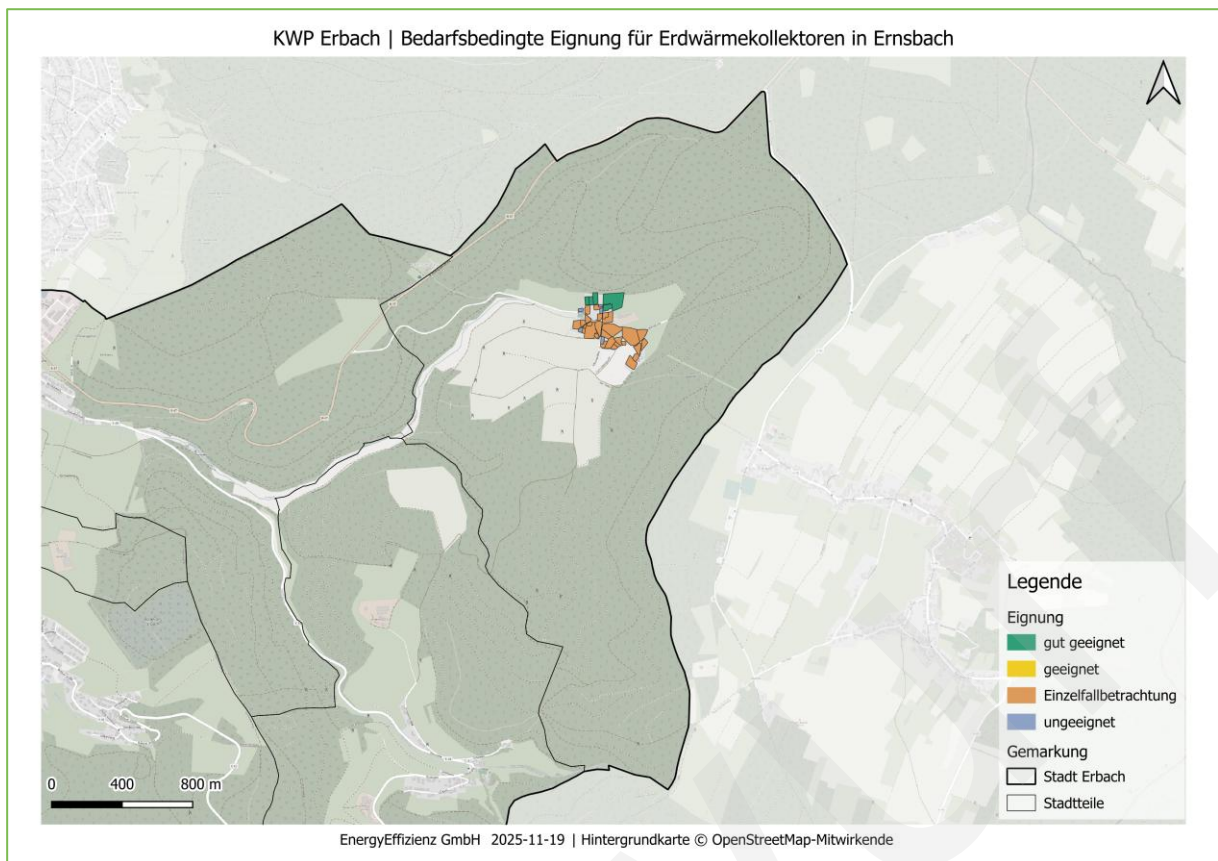 KWP Erbach | Bedarfsbedingte Eignung für Erdwärmekollektoren in Ernsbach
Legende
Eignung
gut geeignet
geeignet
Einzelfallbetrachtung
ungeeignet
Gemarkung
Stadt Erbach
Stadtteile
0 400 800 m
EnergyEffizienz GmbH 2025-11-19 | Hintergrundkarte © OpenStreetMap-Mitwirkende